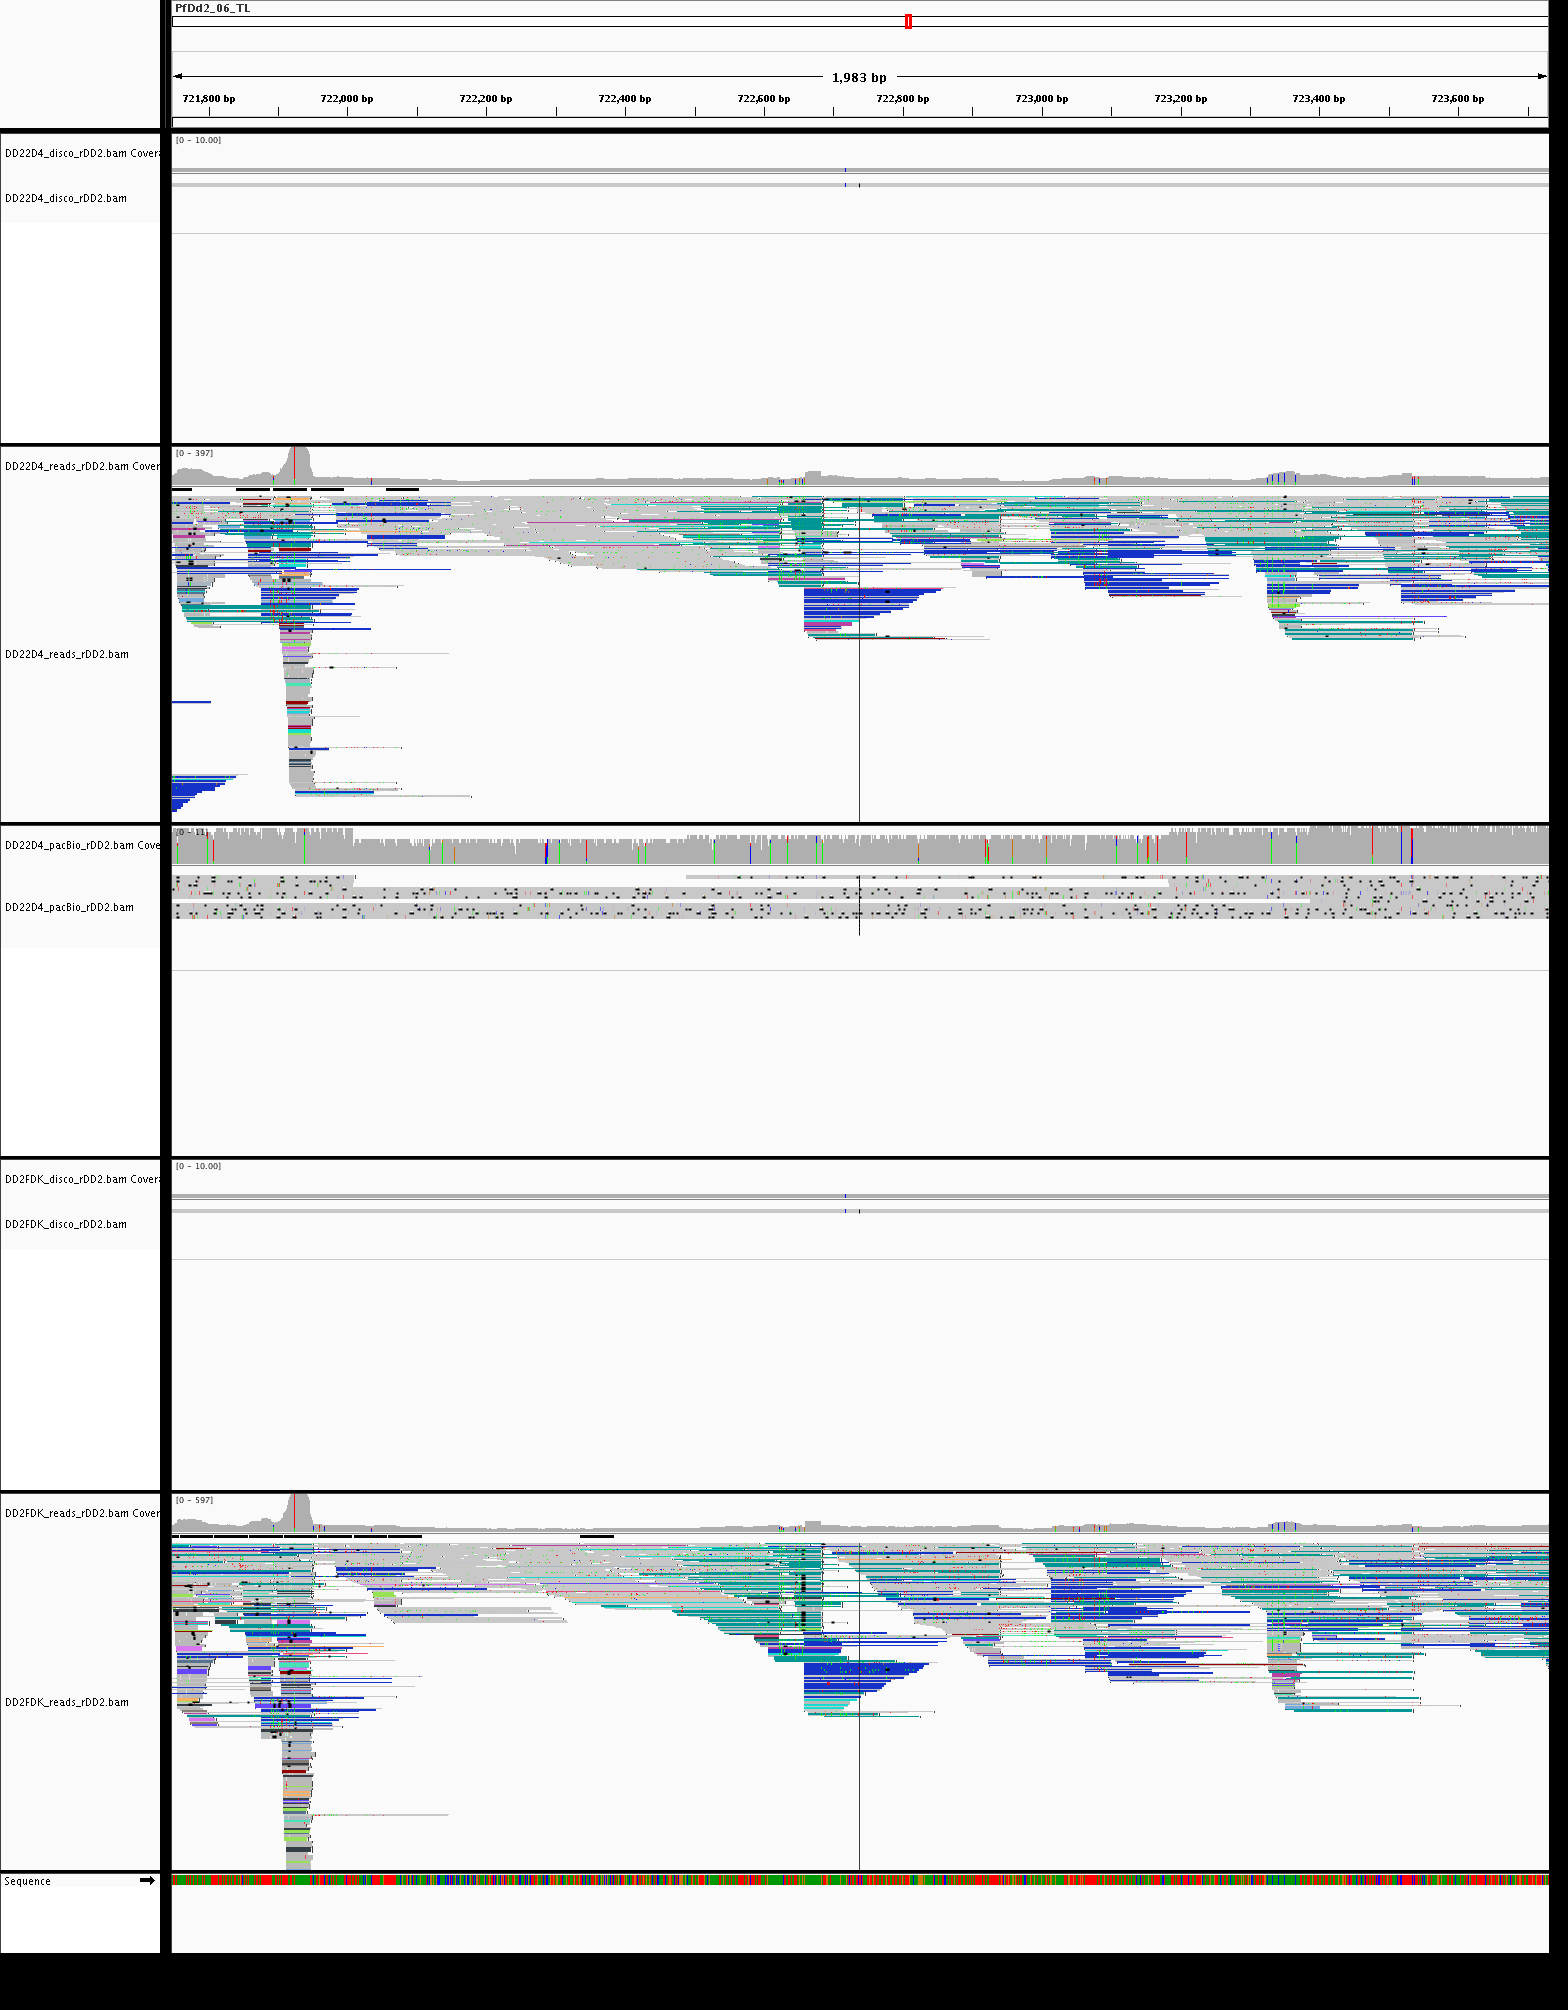 PfDd2_06_TL
1,983 bp
721,800 bp 722,000 bp 722,200 bp 722,400 bp 722,600 bp 722,800 bp 723,000 bp 723,200 bp 723,400 bp 723,600 bp
[0 - 10.00]
DD22D4_disco_rDD2.bam Covera
DD22D4_disco_rDD2.bam
[0 - 397]
DD22D4_reads_rDD2.bam Cover
DD22D4_reads_rDD2.bam
[0 - 11]
DD22D4_pacBio_rDD2.bam Cove
DD22D4_pacBio_rDD2.bam
[0 - 10.00]
DD2FDK_disco_rDD2.bam Covera
DD2FDK_disco_rDD2.bam
[0 - 597]
DD2FDK_reads_rDD2.bam Cover
DD2FDK_reads_rDD2.bam
Sequence